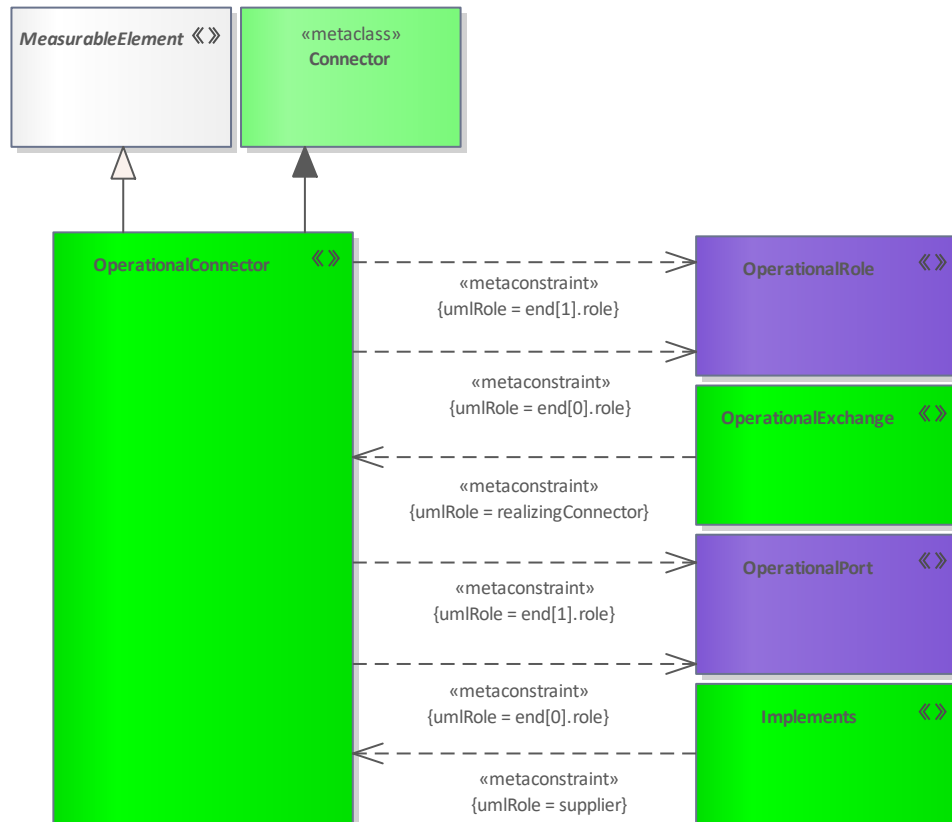 MeasurableElement «»
«metaclass»
Connector
OperationalConnector «»
«metaconstraint»
{umlRole = end[1].role}
OperationalRole «»
«metaconstraint»
{umlRole = end[0].role}
OperationalExchange «»
«metaconstraint»
{umlRole = realizingConnector}
OperationalPort «»
«metaconstraint»
{umlRole = end[1].role}
«metaconstraint»
{umlRole = end[0].role}
Implements «»
«metaconstraint»
{umlRole = supplier}